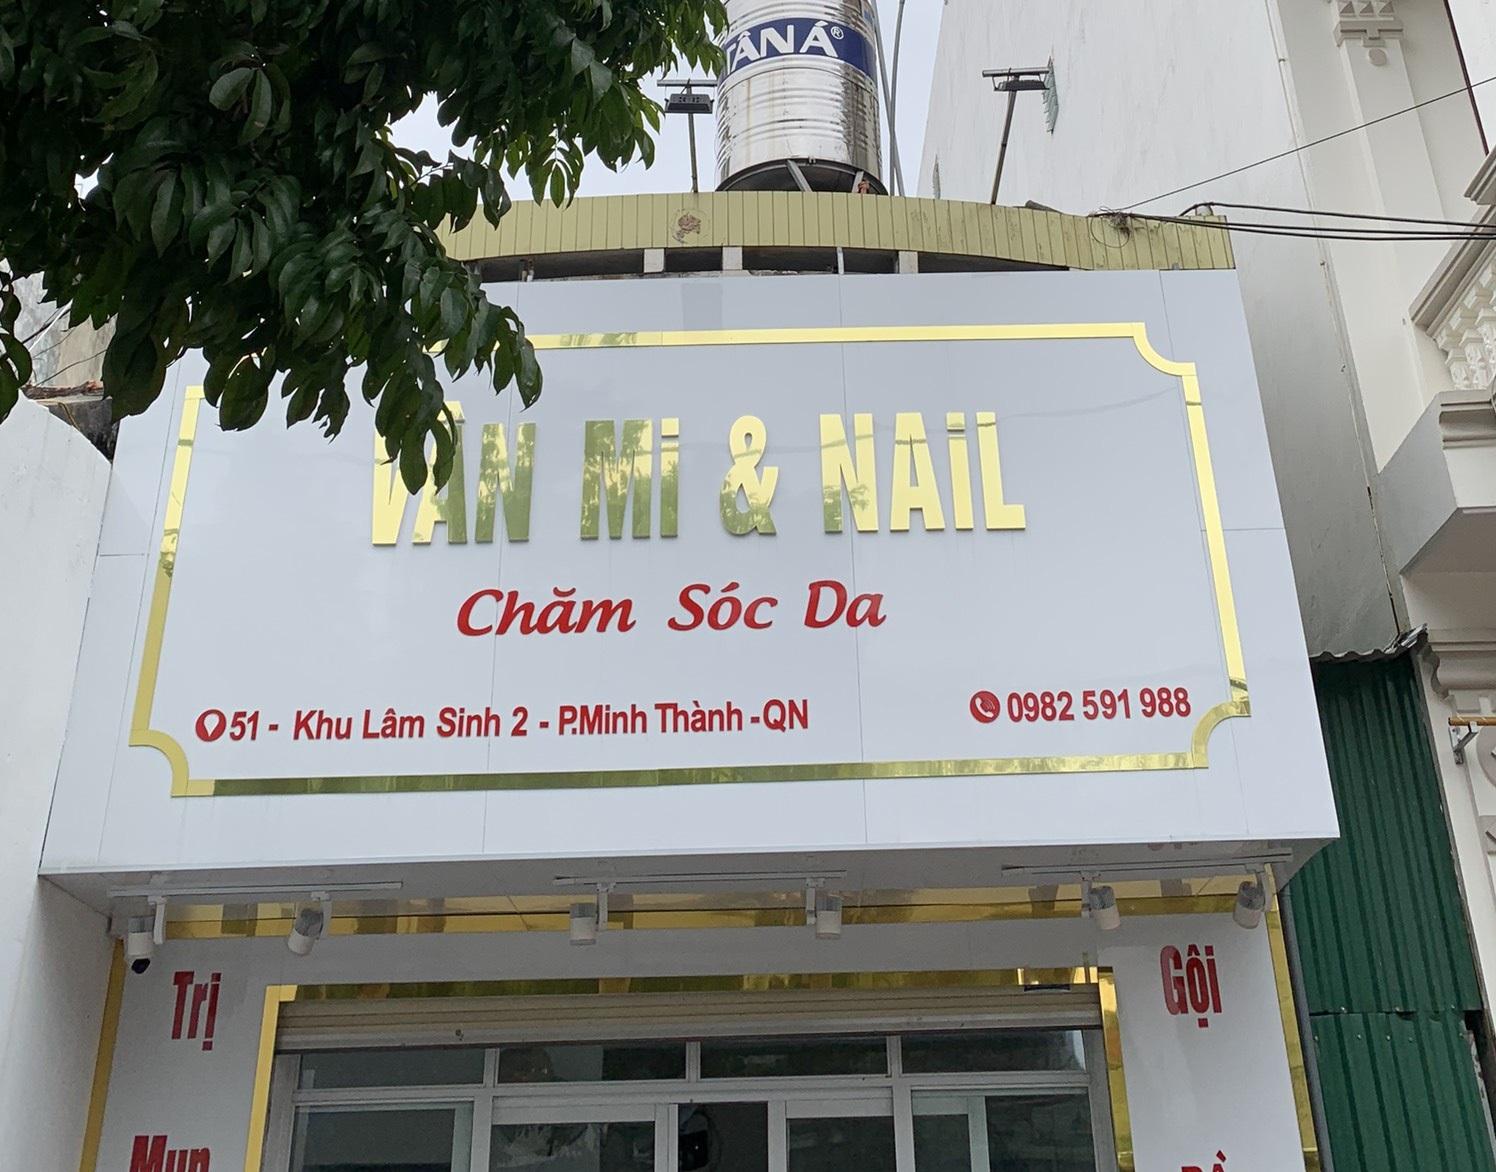 TÂN Á®
VÂN Mi & NAiL
Chăm Sóc Da
51 - Khu Lâm Sinh 2 - P.Minh Thành -QN
0982 591 988
Trị
Mụn
Gội